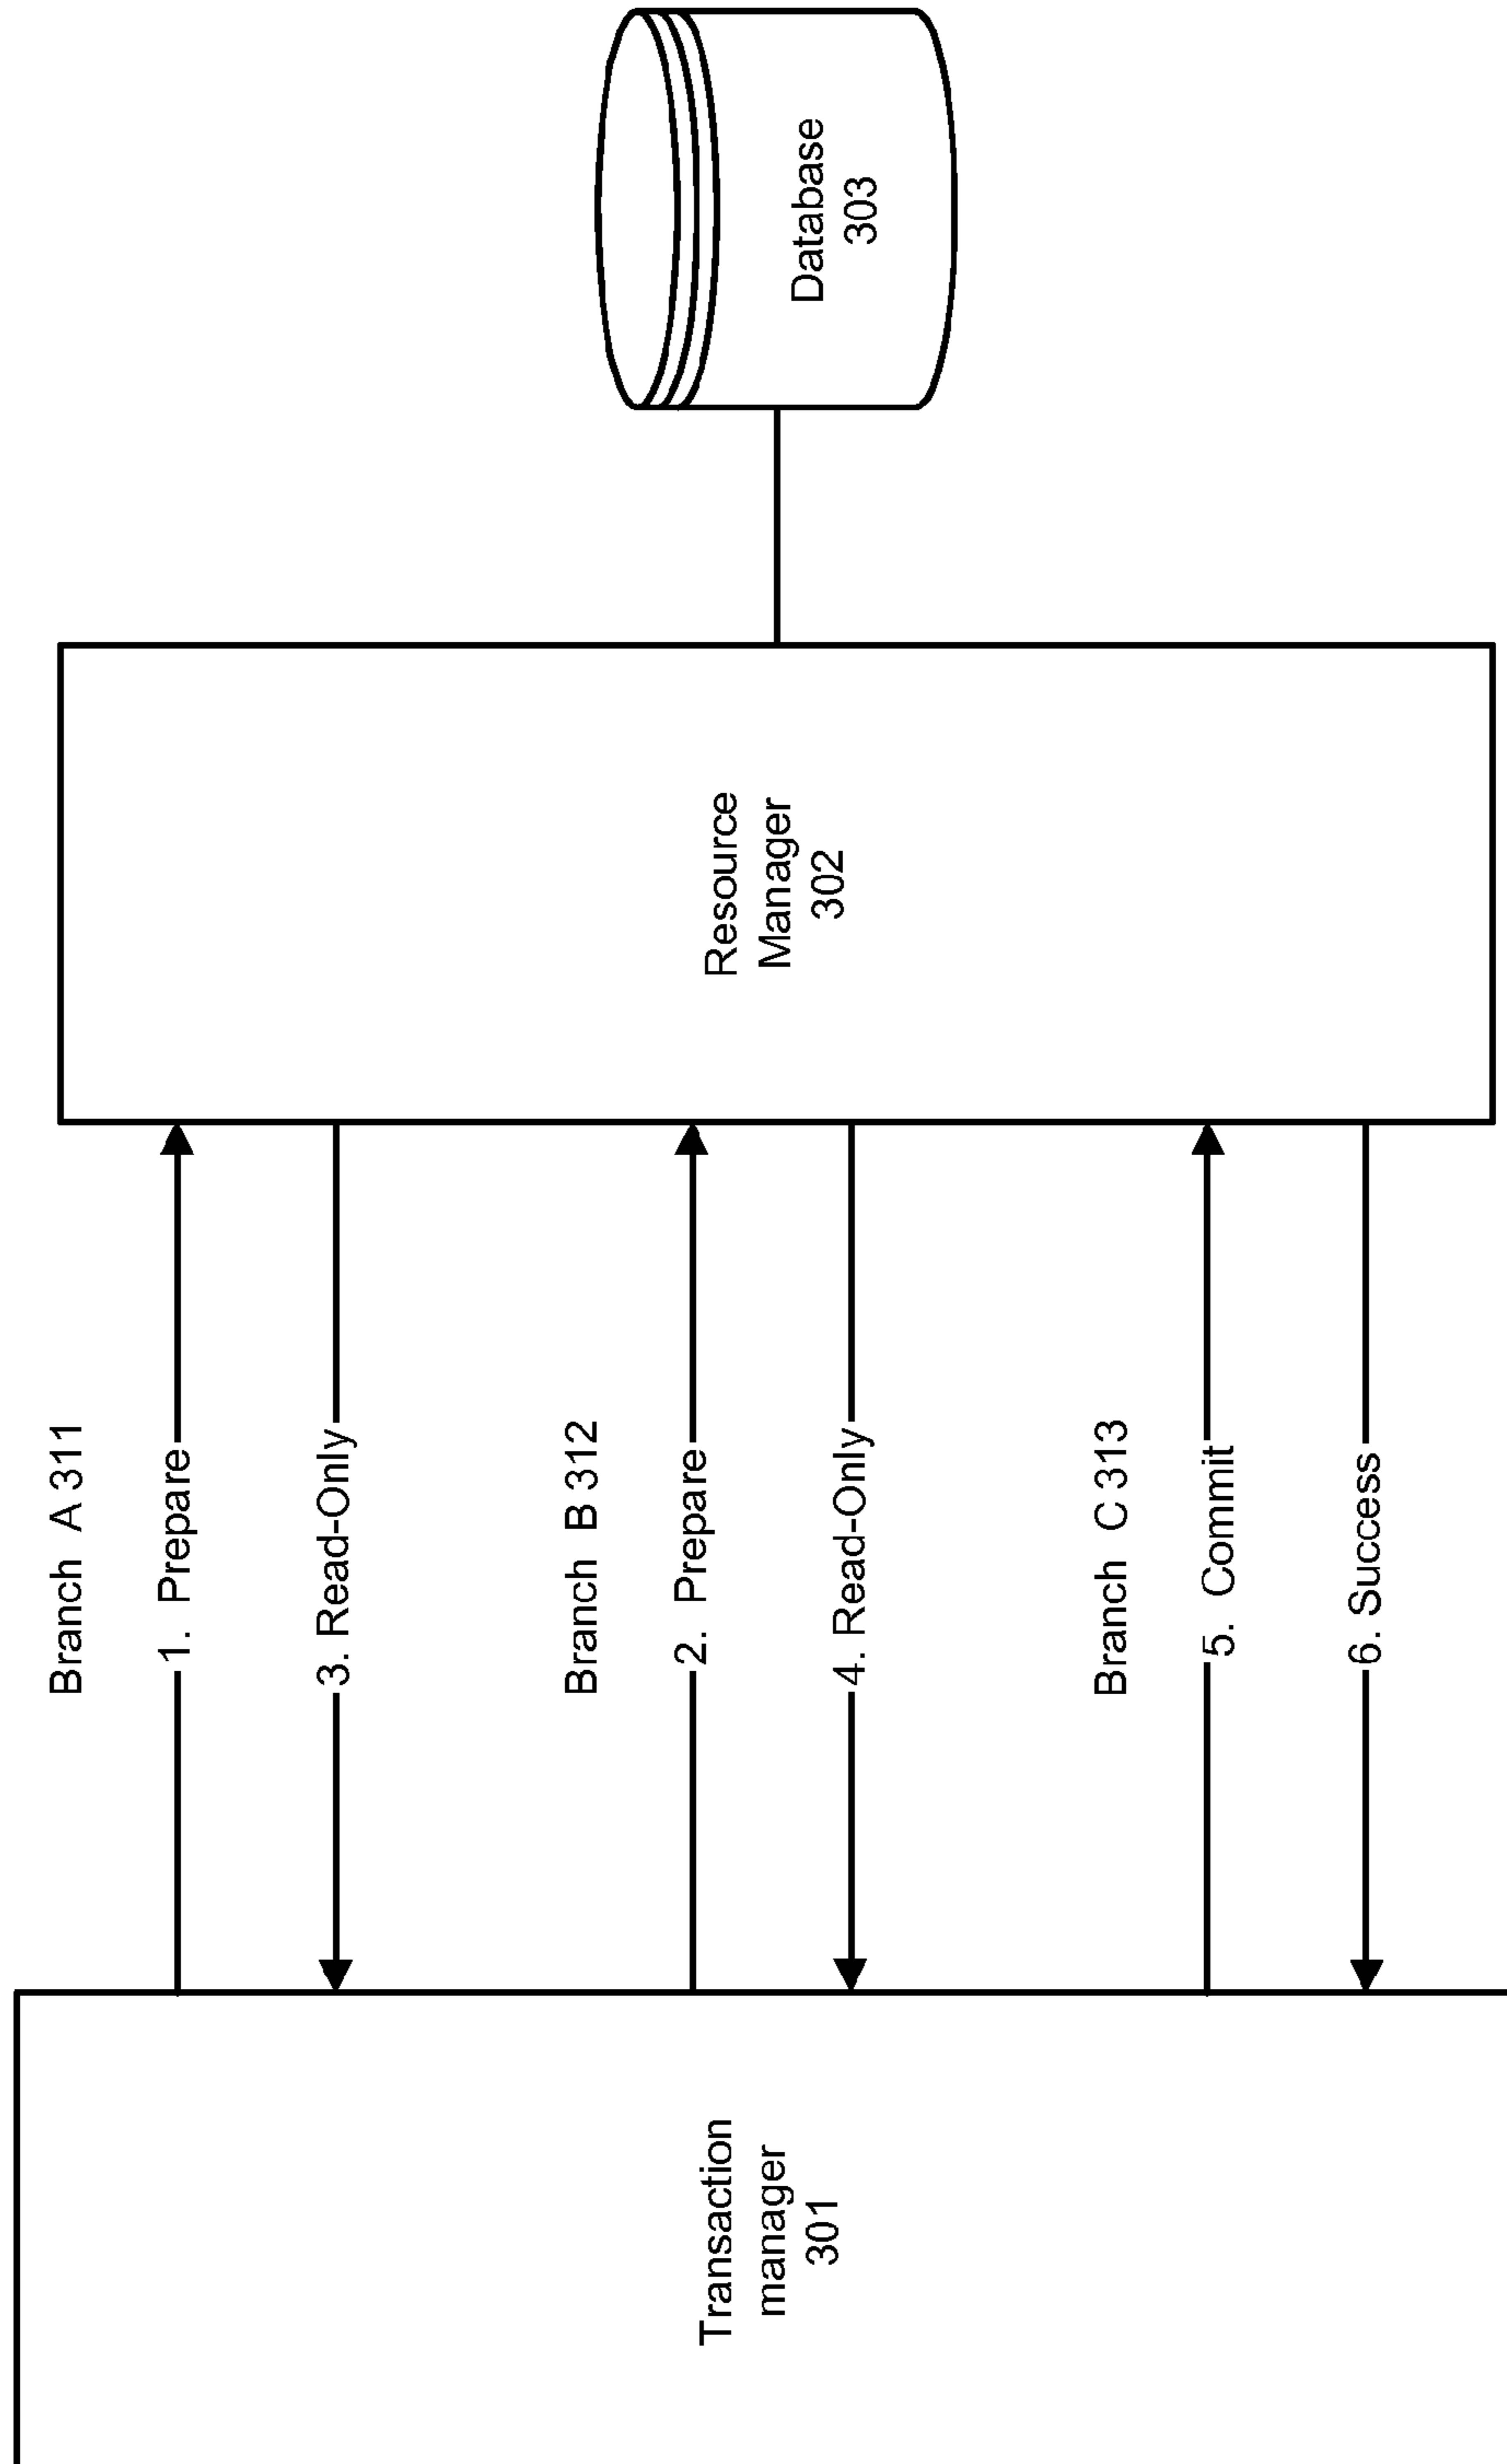 Branch A 311
1. Prepare
3. Read-Only
Branch B 312
2. Prepare
4. Read-Only
Branch C 313
5. Commit
6. Success
Transaction
manager
301
Resource
Manager
302
Database
303